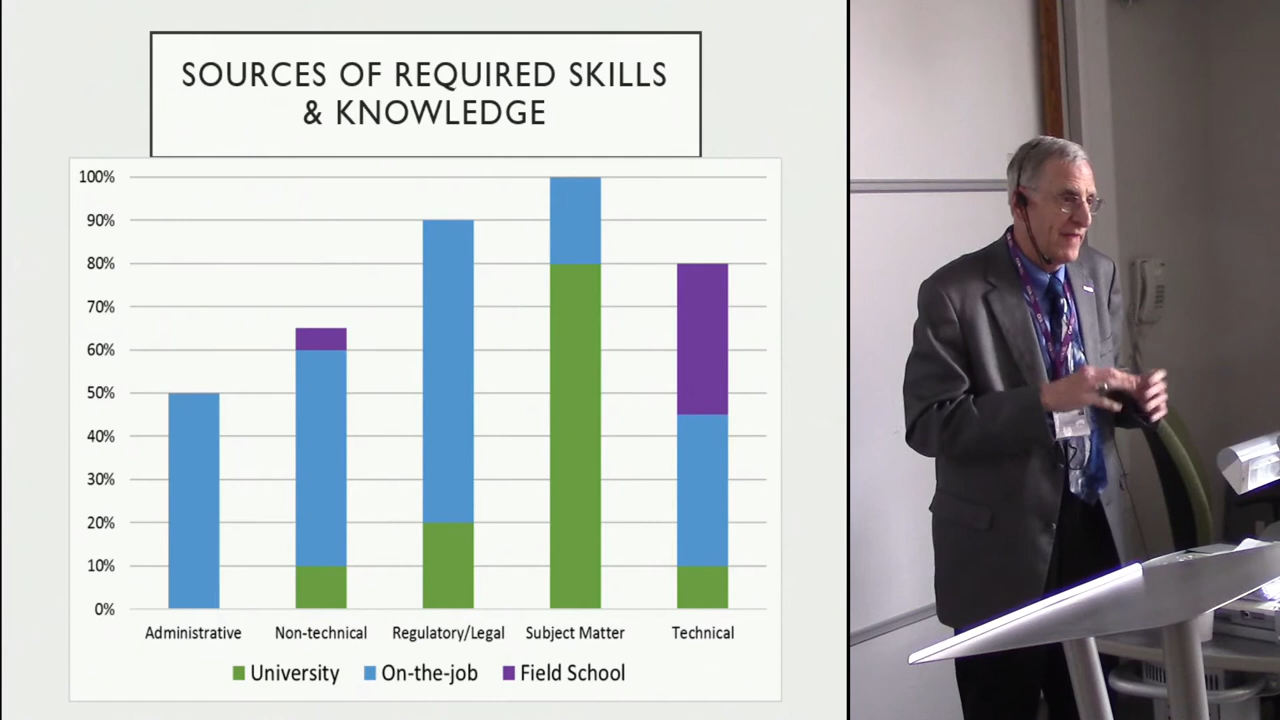 SOURCES OF REQUIRED SKILLS
& KNOWLEDGE
100%
90%
80%
70%
60%
50%
40%
30%
20%
10%
0%
Administrative
Non-technical
Regulatory/Legal
Subject Matter
Technical
University
On-the-job
Field School